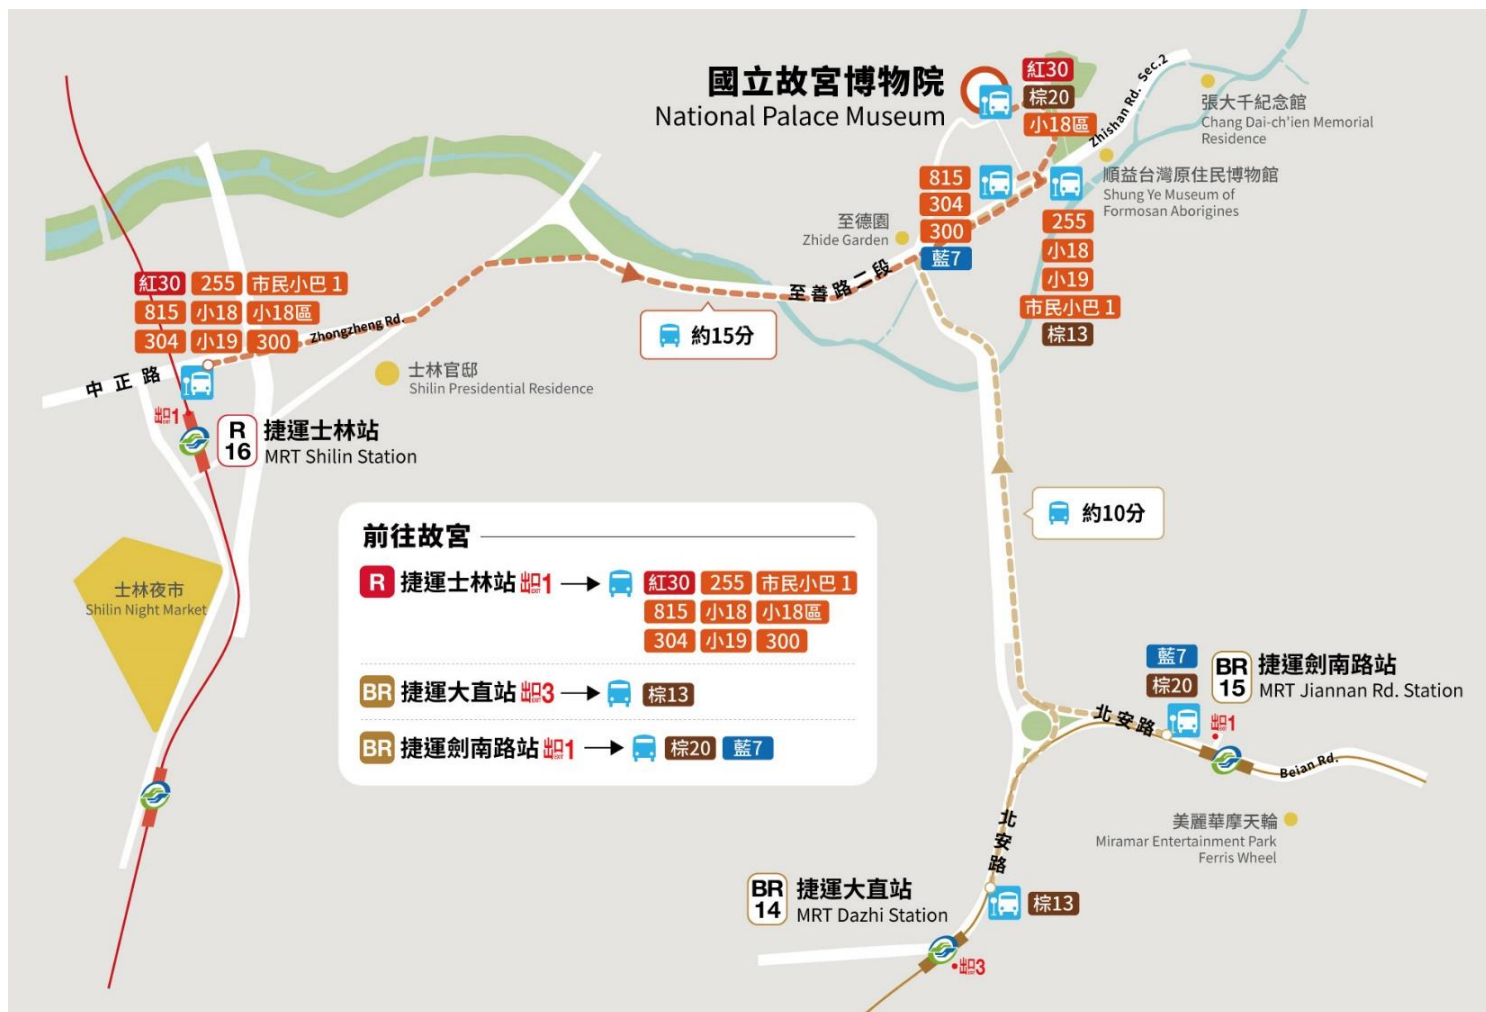 國立故宮博物院
National Palace Museum
紅30
棕20
小18區
Zhishan Rd. Sec.2
張大千紀念館
Chang Dai-ch'ien Memorial
Residence
順益台灣原住民博物館
Shung Ye Museum of
Formosan Aborigines
815
304
300
藍7
至德園
Zhide Garden
255
小18
小19
市民小巴 1
棕13
至善路二段
約15分
紅30 255 市民小巴 1
815 小18 小18區
304 小19 300
Zhongzheng Rd.
中正路
士林官邸
Shilin Presidential Residence
出口1
EXIT
R
16
捷運士林站
MRT Shilin Station
約10分
士林夜市
Shilin Night Market
前往故宮
R 捷運士林站 出口1 紅30 255 市民小巴 1
EXIT
815 小18 小18區
304 小19 300
BR 捷運大直站 出口3 棕13
EXIT
BR 捷運劍南路站 出口1 棕20 藍7
EXIT
藍7
棕20
BR
15
捷運劍南路站
MRT Jiannan Rd. Station
出口1
EXIT
北安路
Beian Rd.
美麗華摩天輪
Miramar Entertainment Park
Ferris Wheel
北安路
BR
14
捷運大直站
MRT Dazhi Station
棕13
出口3
EXIT